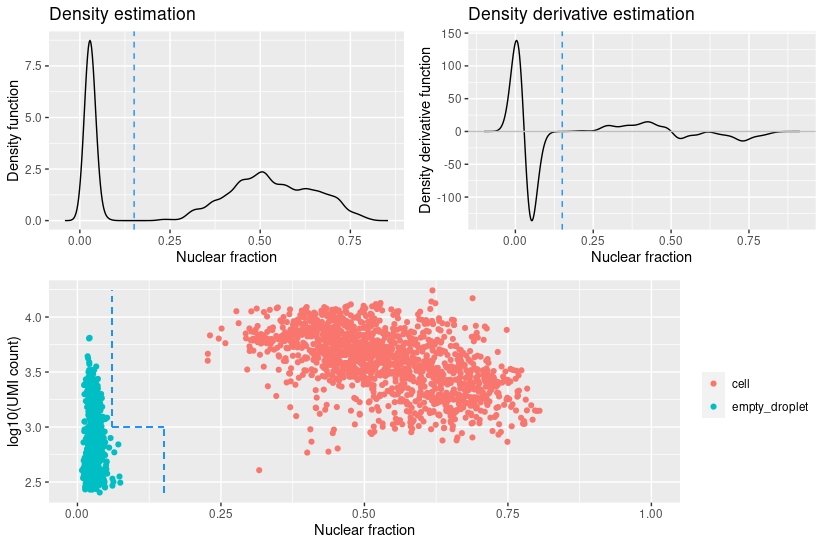 Density estimation
Density function
7.5
5.0
2.5
0.0
0.00 0.25 0.50 0.75
Nuclear fraction
Density derivative estimation
Density derivative function
150
100
50
0
-50
-100
0.00 0.25 0.50 0.75
Nuclear fraction
log10(UMI count)
4.0
3.5
3.0
2.5
0.00 0.25 0.50 0.75 1.00
Nuclear fraction
cell
empty_droplet